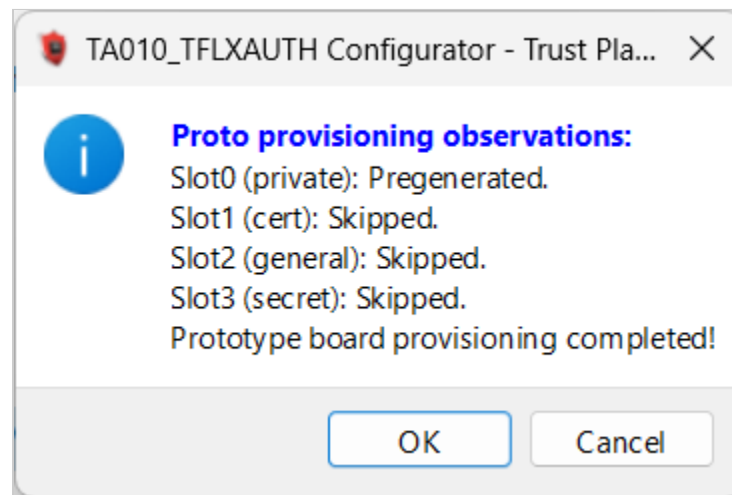 TA010_TFLXAUTH Configurator - Trust Pla...
Proto provisioning observations:
Slot0 (private): Pregenerated.
Slot1 (cert): Skipped.
Slot2 (general): Skipped.
Slot3 (secret): Skipped.
Prototype board provisioning completed!
OK
Cancel